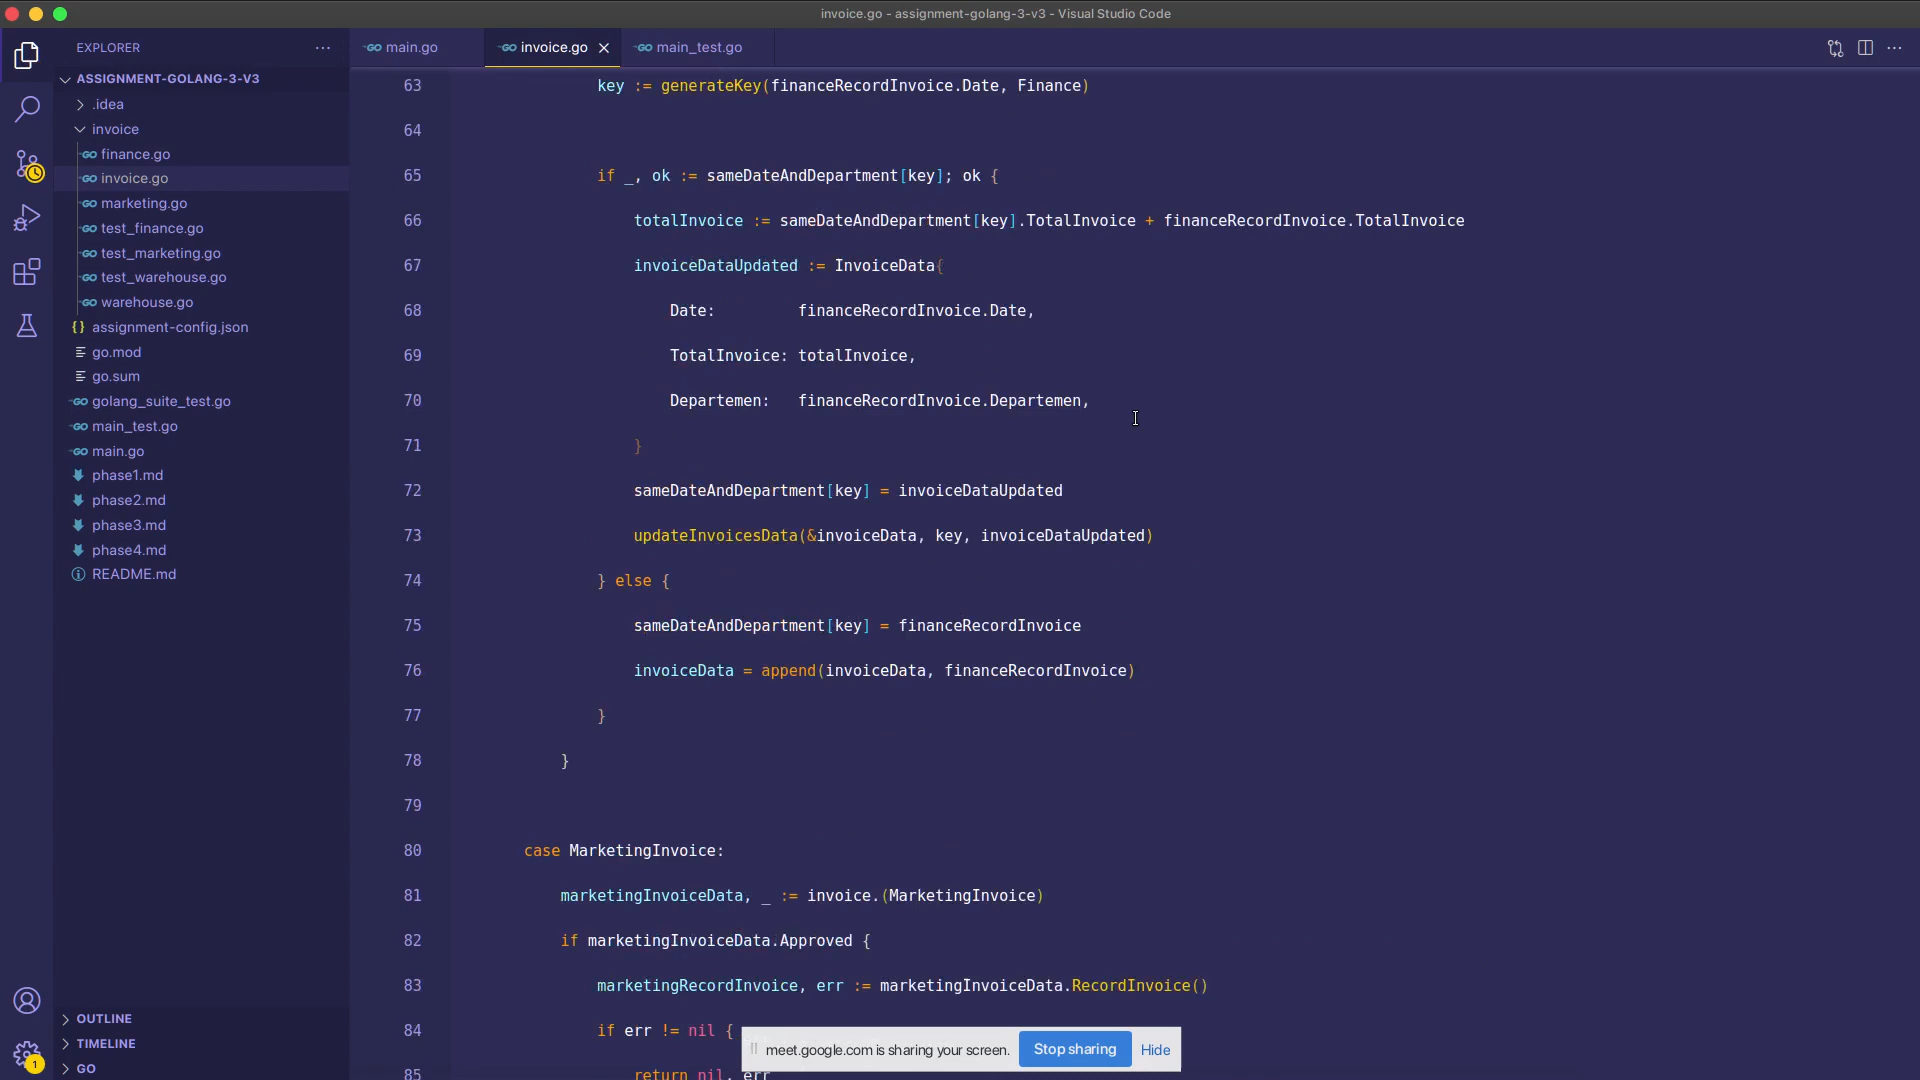 invoice.go - assignment-golang-3-v3 - Visual Studio Code
EXPLORER
ASSIGNMENT-GOLANG-3-V3
.idea
invoice
finance.go
invoice.go
marketing.go
test_finance.go
test_marketing.go
test_warehouse.go
warehouse.go
assignment-config.json
go.mod
go.sum
golang_suite_test.go
main_test.go
main.go
phase1.md
phase2.md
phase3.md
phase4.md
README.md
OUTLINE
TIMELINE
GO
1
main.go
invoice.go
main_test.go
63 key := generateKey(financeRecordInvoice.Date, Finance)
64
65 if _, ok := sameDateAndDepartment[key]; ok {
66 totalInvoice := sameDateAndDepartment[key].TotalInvoice + financeRecordInvoice.TotalInvoice
67 invoiceDataUpdated := InvoiceData{
68 Date: financeRecordInvoice.Date,
69 TotalInvoice: totalInvoice,
70 Departemen: financeRecordInvoice.Departemen,
71 }
72 sameDateAndDepartment[key] = invoiceDataUpdated
73 updateInvoicesData(&invoiceData, key, invoiceDataUpdated)
74 } else {
75 sameDateAndDepartment[key] = financeRecordInvoice
76 invoiceData = append(invoiceData, financeRecordInvoice)
77 }
78 }
79
80 case MarketingInvoice:
81 marketingInvoiceData, _ := invoice.(MarketingInvoice)
82 if marketingInvoiceData.Approved {
83 marketingRecordInvoice, err := marketingInvoiceData.RecordInvoice()
84 if err != nil {
85 return nil, err
meet.google.com is sharing your screen.
Stop sharing
Hide